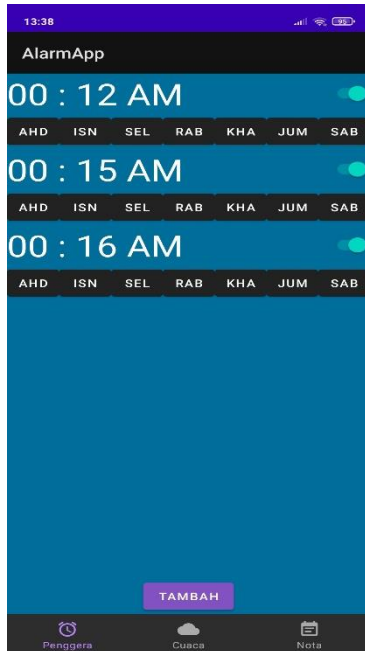 13:38 95
AlarmApp
00 : 12 AM
AHD ISN SEL RAB KHA JUM SAB
00 : 15 AM
AHD ISN SEL RAB KHA JUM SAB
00 : 16 AM
AHD ISN SEL RAB KHA JUM SAB
TAMBAH
Penggera Cuaca Nota